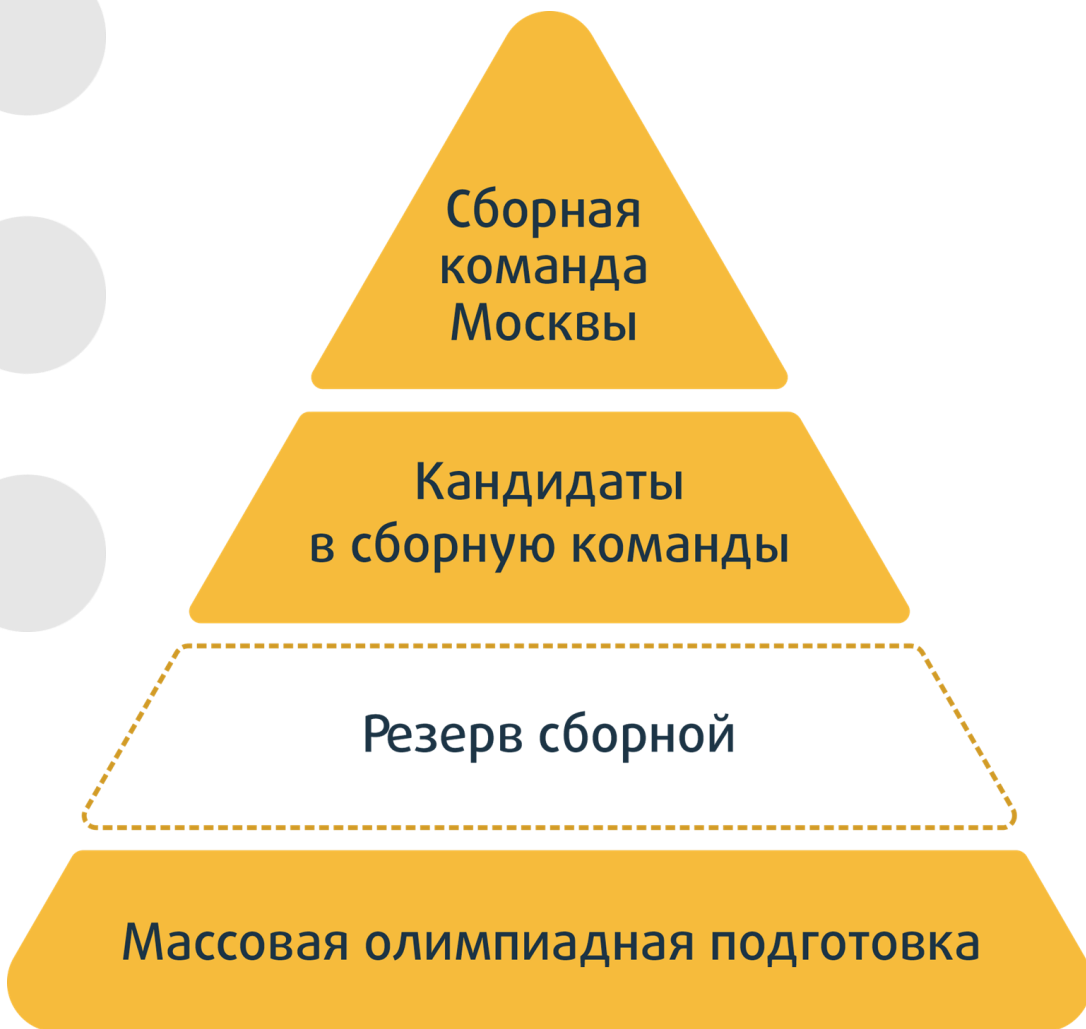 Сборная
команда
Москвы
Кандидаты
в сборную команды
Резерв сборной
Массовая олимпиадная подготовка